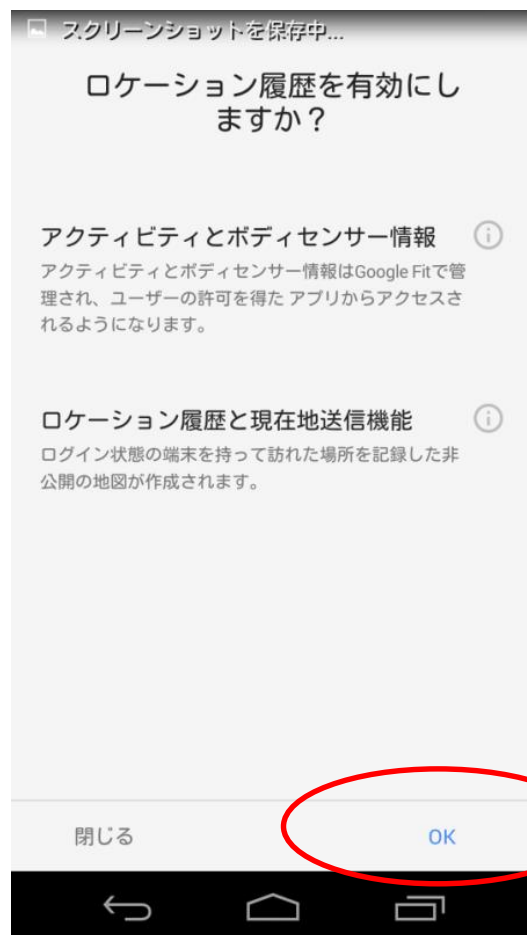 スクリーンショットを保存中...
ロケーション履歴を有効にし
ますか？
アクティビティとボディセンサー情報
アクティビティとボディセンサー情報はGoogle Fitで管
理され、ユーザーの許可を得た アプリからアクセスさ
れるようになります。
ロケーション履歴と現在地送信機能
ログイン状態の端末を持って訪れた場所を記録した非
公開の地図が作成されます。
閉じる
OK